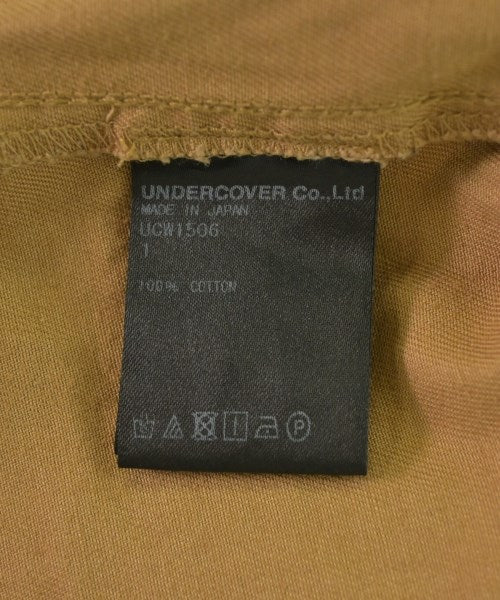 UNDERCOVER Co.,Ltd
MADE IN JAPAN
UCW1506
1
100% COTTON
P